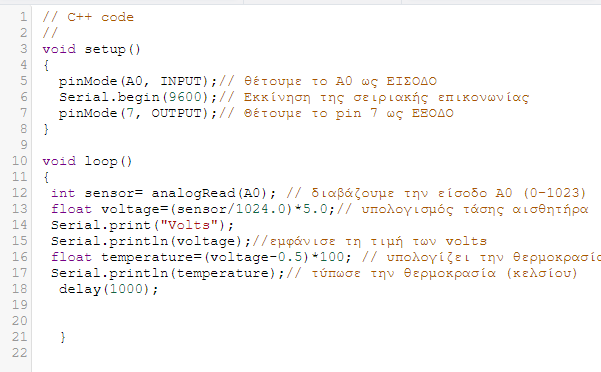 1 // C++ code
2 //
3 void setup()
4 {
5 pinMode(A0, INPUT);// θέτουμε το A0 ως ΕΙΣΟΔΟ
6 Serial.begin(9600);// Εκκίνηση της σειριακής επικονωνίας
7 pinMode(7, OUTPUT);// Θέτουμε το pin 7 ως ΕΞΟΔΟ
8 }
9
10 void loop()
11 {
12 int sensor= analogRead(A0); // διαβάζουμε την είσοδο A0 (0-1023)
13 float voltage=(sensor/1024.0)*5.0;// υπολογισμός τάσης αισθητήρα
14 Serial.print("Volts");
15 Serial.println(voltage);//εμφάνισε τη τιμή των volts
16 float temperature=(voltage-0.5)*100; // υπολογίζει την θερμοκρασία
17 Serial.println(temperature);// τύπωσε την θερμοκρασία (κελσίου)
18 delay(1000);
19
20
21 }
22